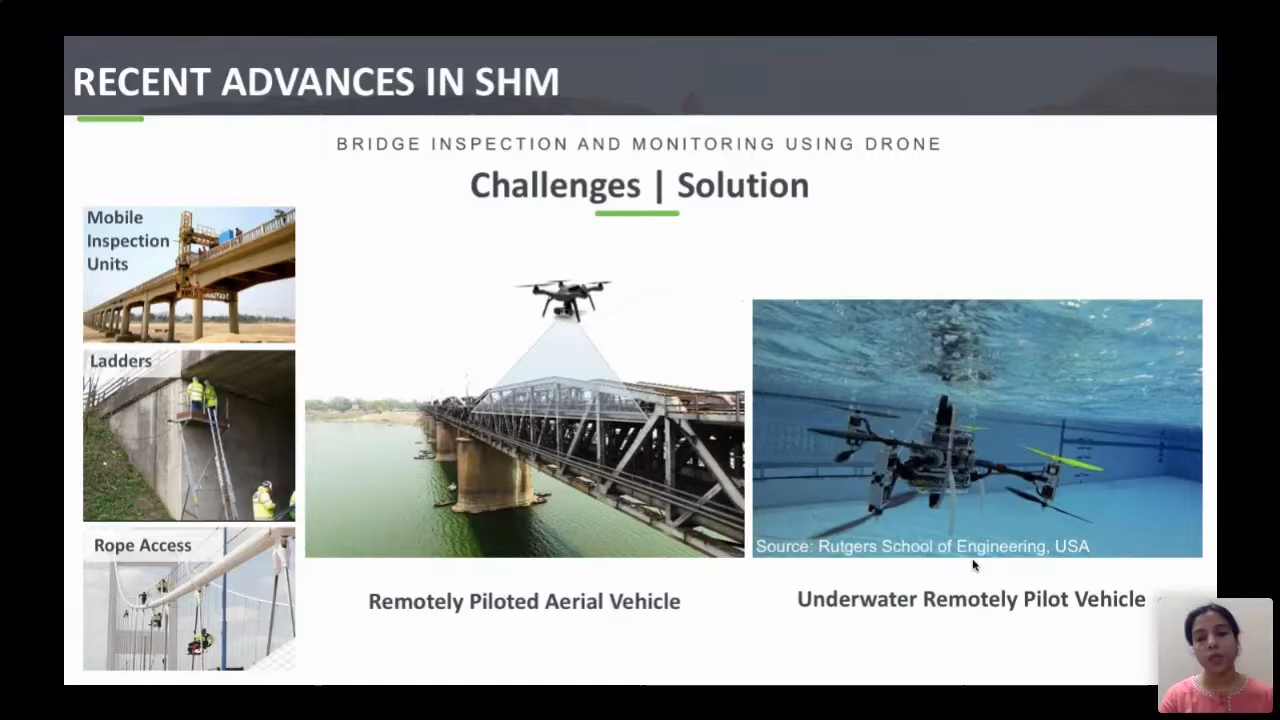 RECENT ADVANCES IN SHM
BRIDGE INSPECTION AND MONITORING USING DRONE
Challenges | Solution
Mobile
Inspection
Units
Ladders
Rope Access
Source: Rutgers School of Engineering, USA
Remotely Piloted Aerial Vehicle
Underwater Remotely Pilot Vehicle